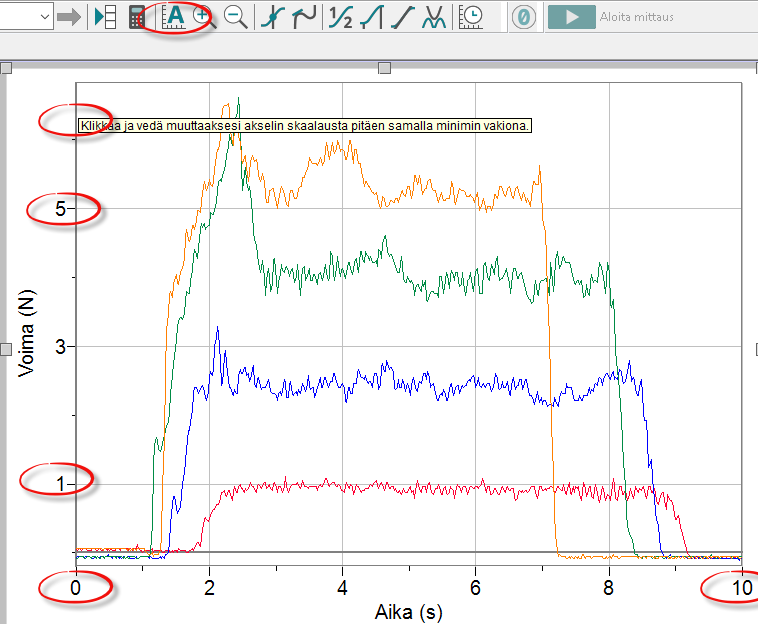 A
1/2
0
Aloita mittaus
Klikkaa ja vedä muuttaaksesi akselin skaalausta pitäen samalla minimin vakiona.
5
3
1
Voima (N)
0 2 4 6 8 10
Aika (s)